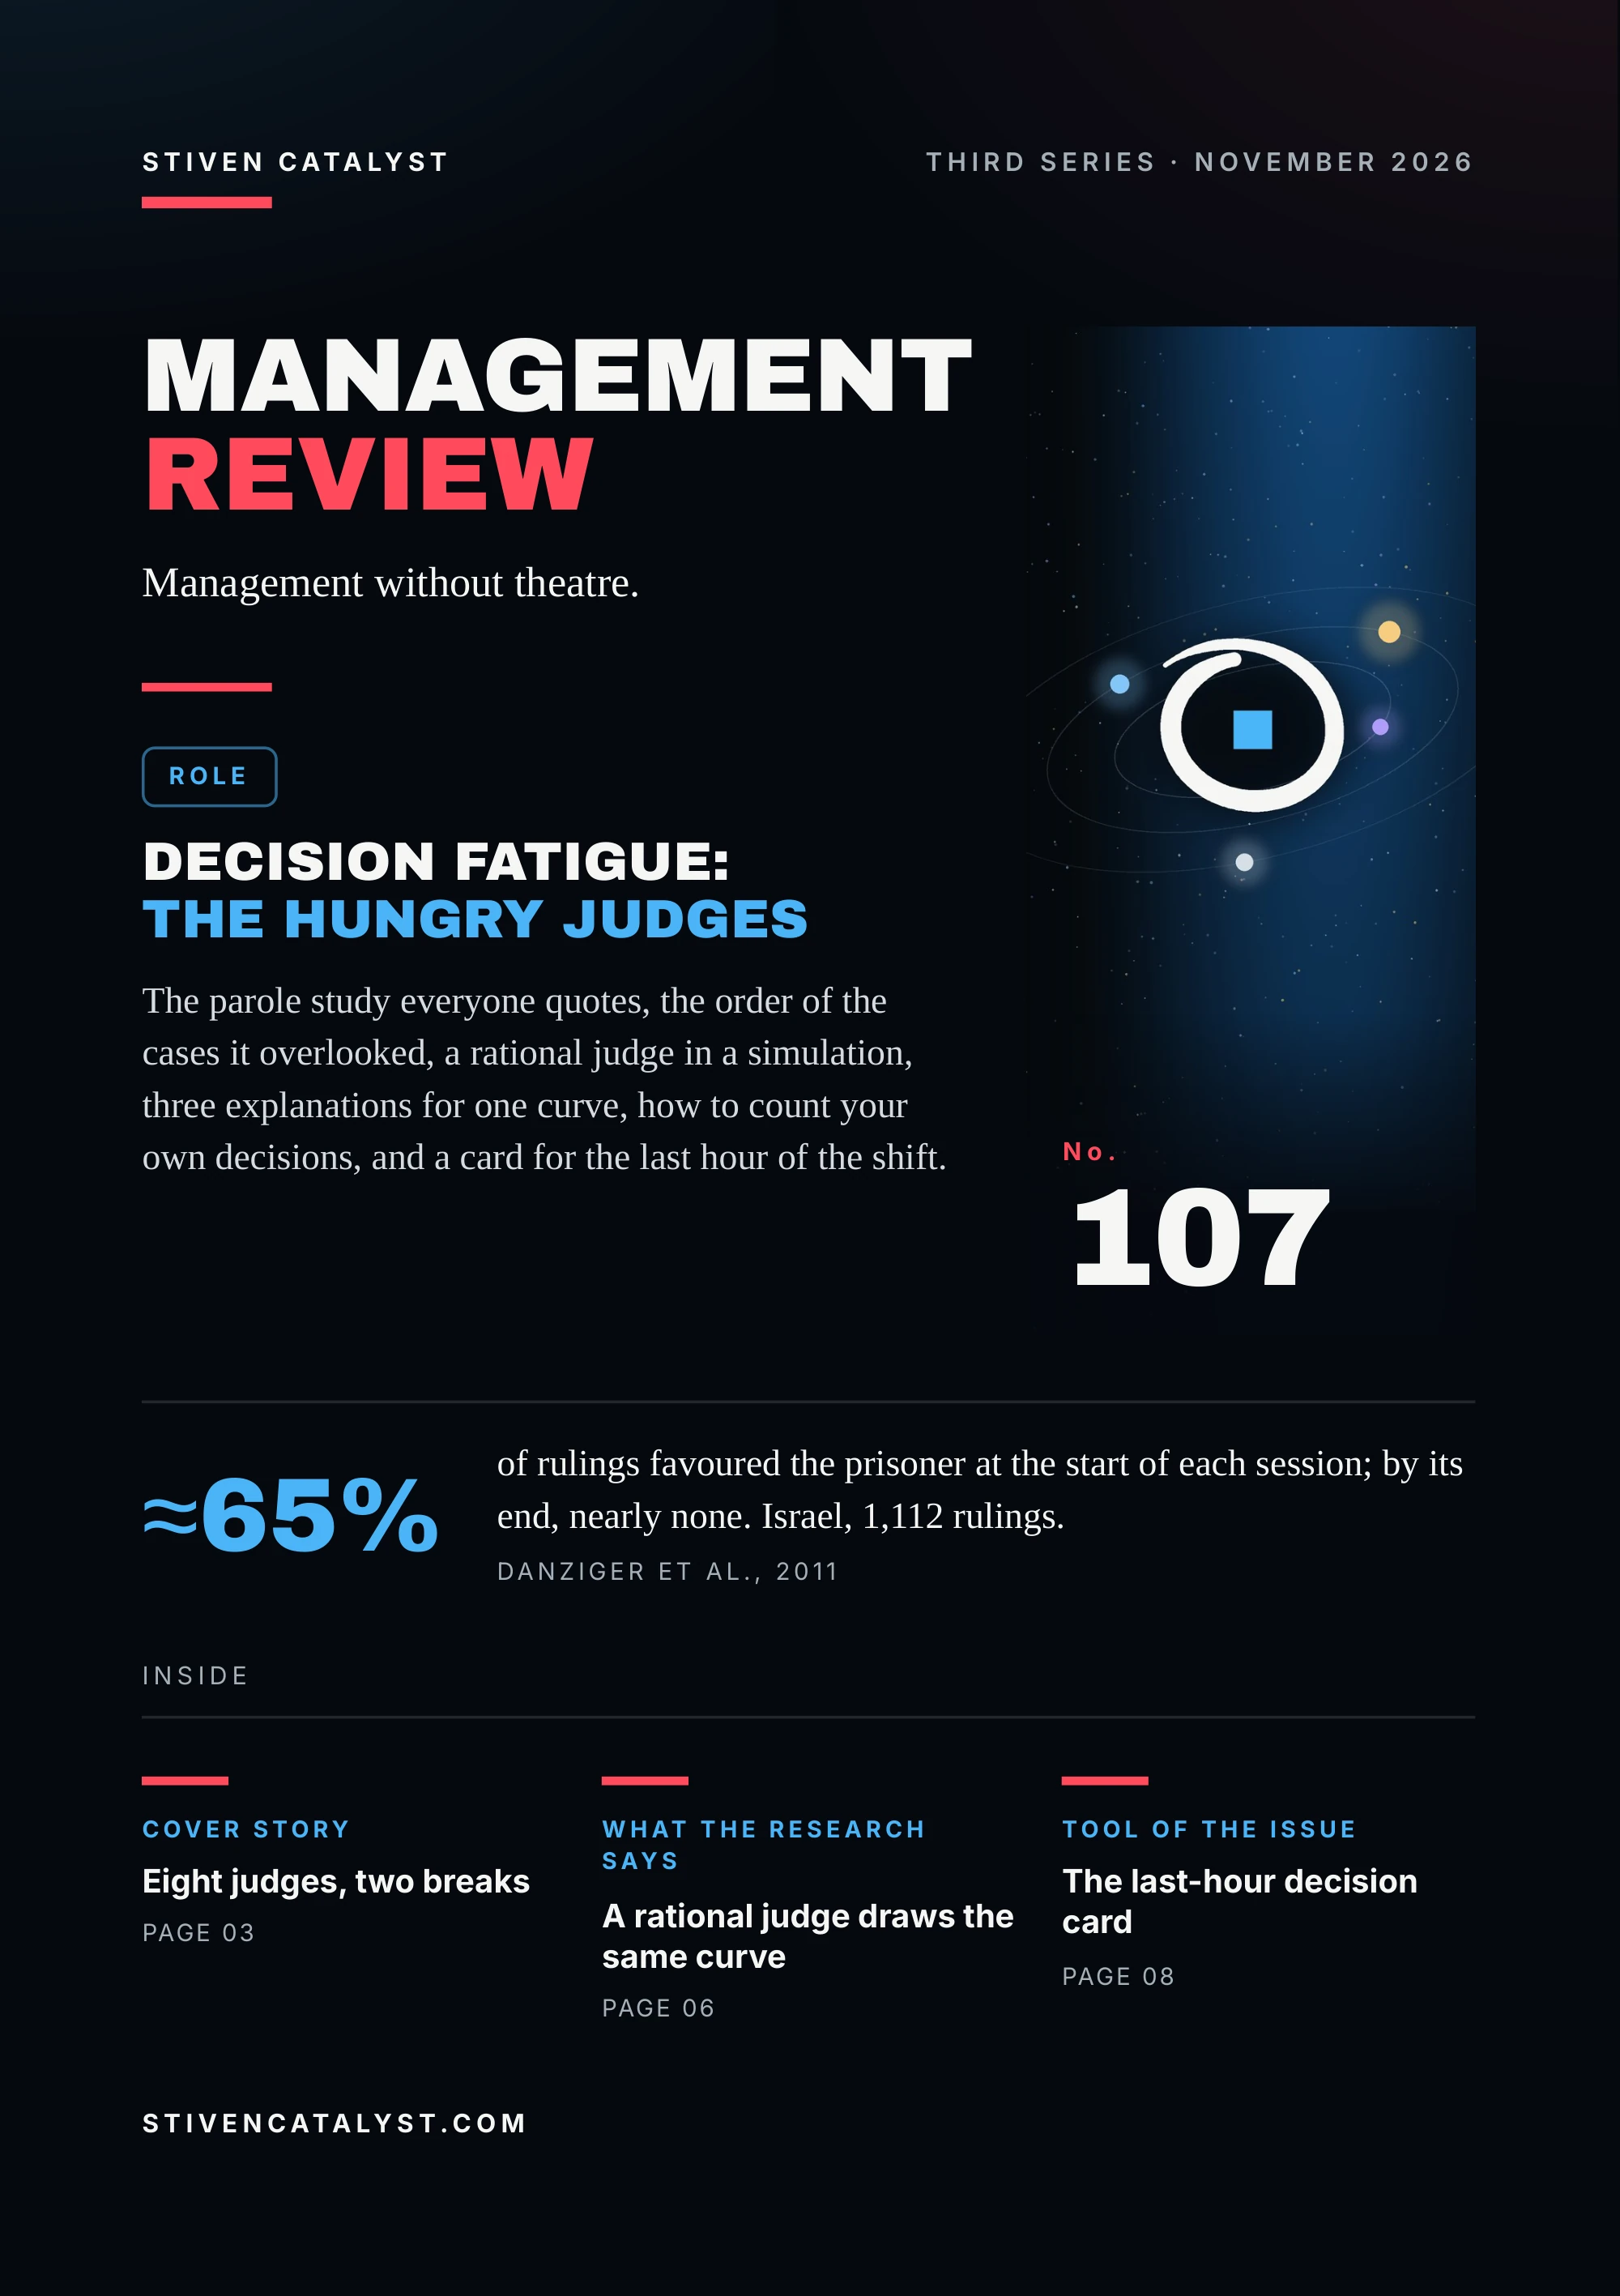 STIVEN CATALYST
THIRD SERIES · NOVEMBER 2026
MANAGEMENT
REVIEW
Management without theatre.
ROLE
DECISION FATIGUE:
THE HUNGRY JUDGES
The parole study everyone quotes, the order of the
cases it overlooked, a rational judge in a simulation,
three explanations for one curve, how to count your
own decisions, and a card for the last hour of the shift.
No.
107
≈65%
of rulings favoured the prisoner at the start of each session; by its
end, nearly none. Israel, 1,112 rulings.
DANZIGER ET AL., 2011
INSIDE
COVER STORY
Eight judges, two breaks
PAGE 03
WHAT THE RESEARCH
SAYS
A rational judge draws the
same curve
PAGE 06
TOOL OF THE ISSUE
The last-hour decision
card
PAGE 08
STIVENCATALYST.COM